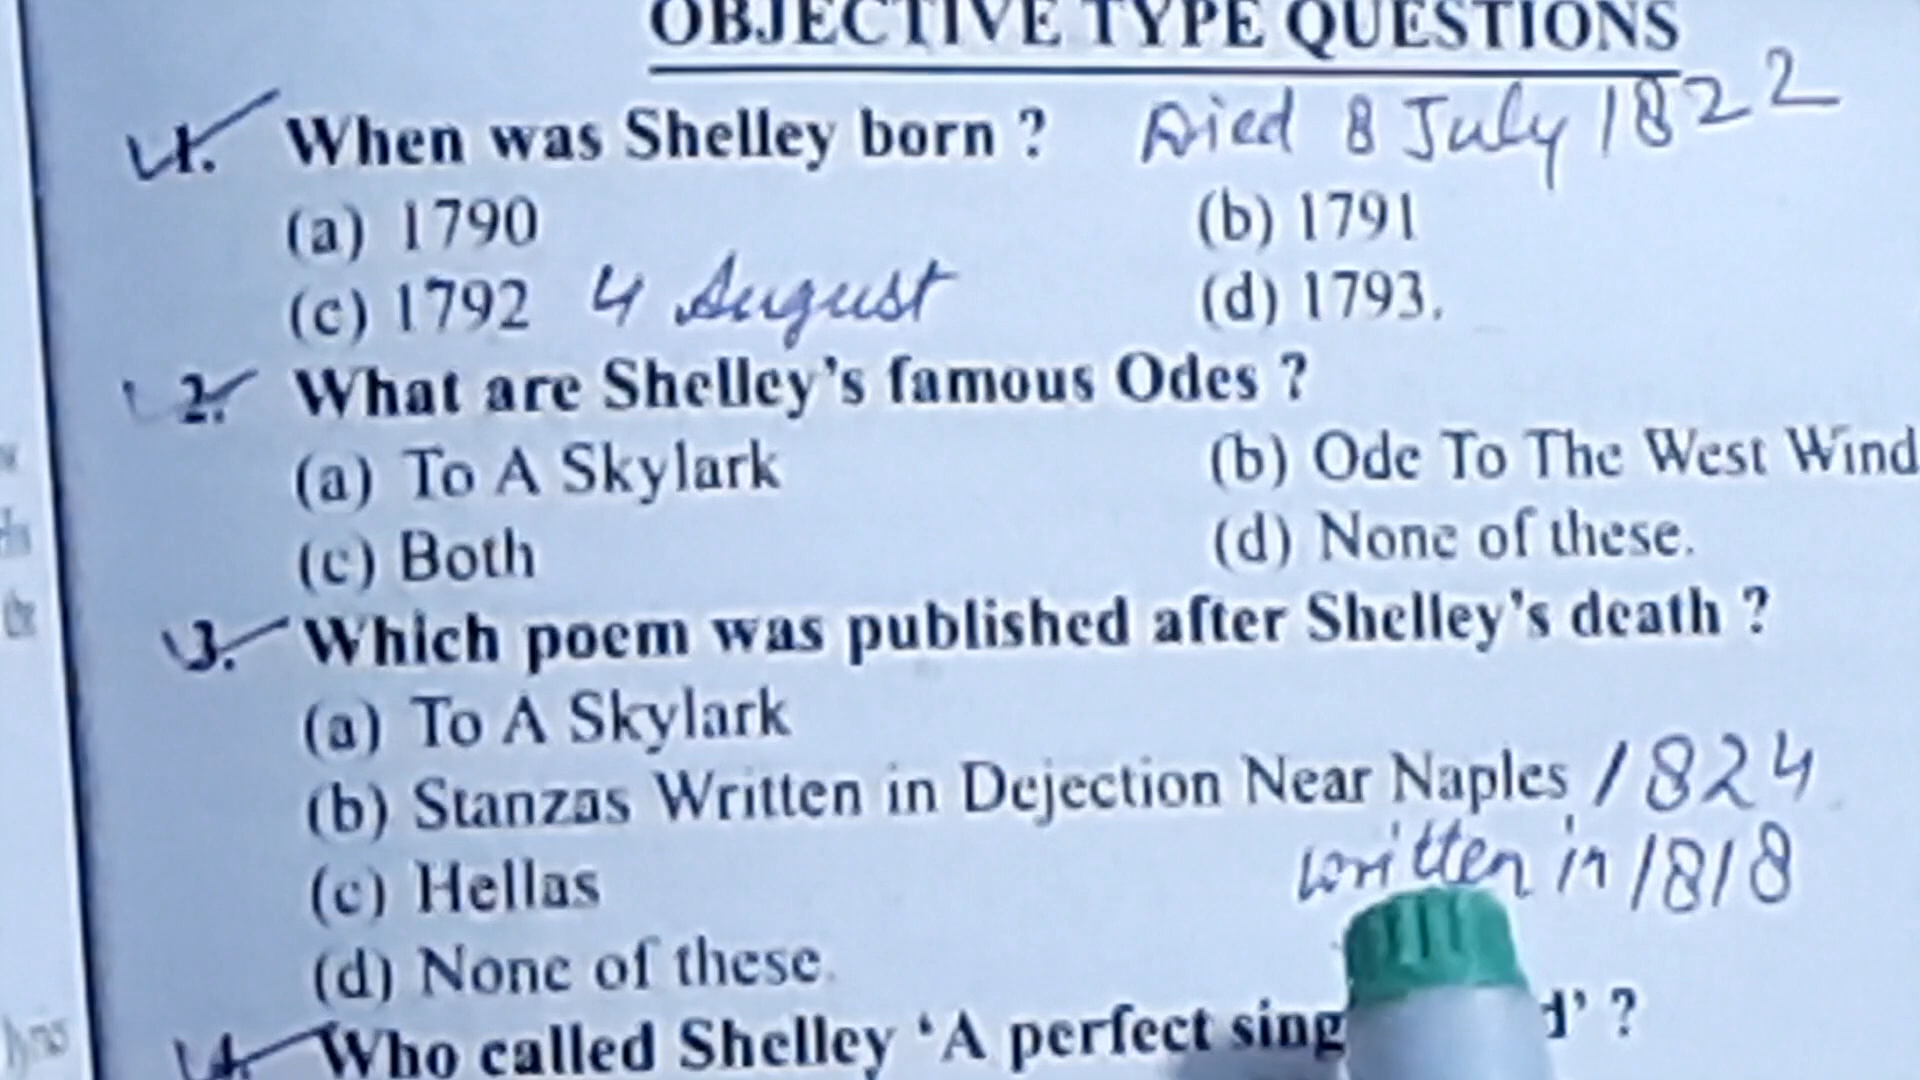 OBJECTIVE TYPE QUESTIONS
1. When was Shelley born ? Died 8 July 1822
(a) 1790 (b) 1791
(c) 1792 4 August (d) 1793.
2. What are Shelley's famous Odes ?
(a) To A Skylark (b) Ode To The West Wind
(c) Both (d) None of these.
3. Which poem was published after Shelley's death ?
(a) To A Skylark
(b) Stanzas Written in Dejection Near Naples 1824
written in 1818
(c) Hellas
(d) None of these.
4. Who called Shelley 'A perfect sing d' ?